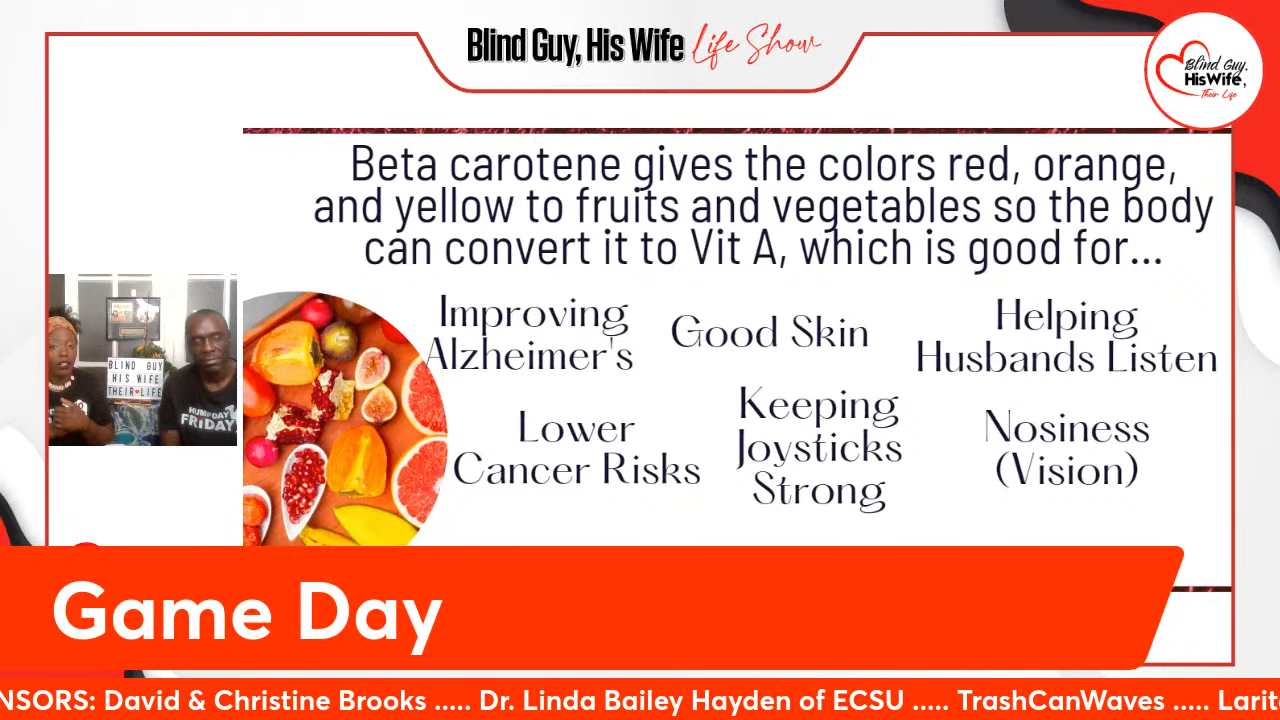 Blind Guy, His Wife Life Show
Blind Guy,
His Wife,
Their Life
Beta carotene gives the colors red, orange,
and yellow to fruits and vegetables so the body
can convert it to Vit A, which is good for...
Improving
Alzheimer's
Good Skin
Helping
Husbands Listen
Lower
Cancer Risks
Keeping
Joysticks
Strong
Nosiness
(Vision)
BLIND GUY
HIS WIFE
THEIR♥LIFE
HUMPDAY
FRIDAY
Game Day
NSORS: David & Christine Brooks ..... Dr. Linda Bailey Hayden of ECSU ..... TrashCanWaves ..... Larit